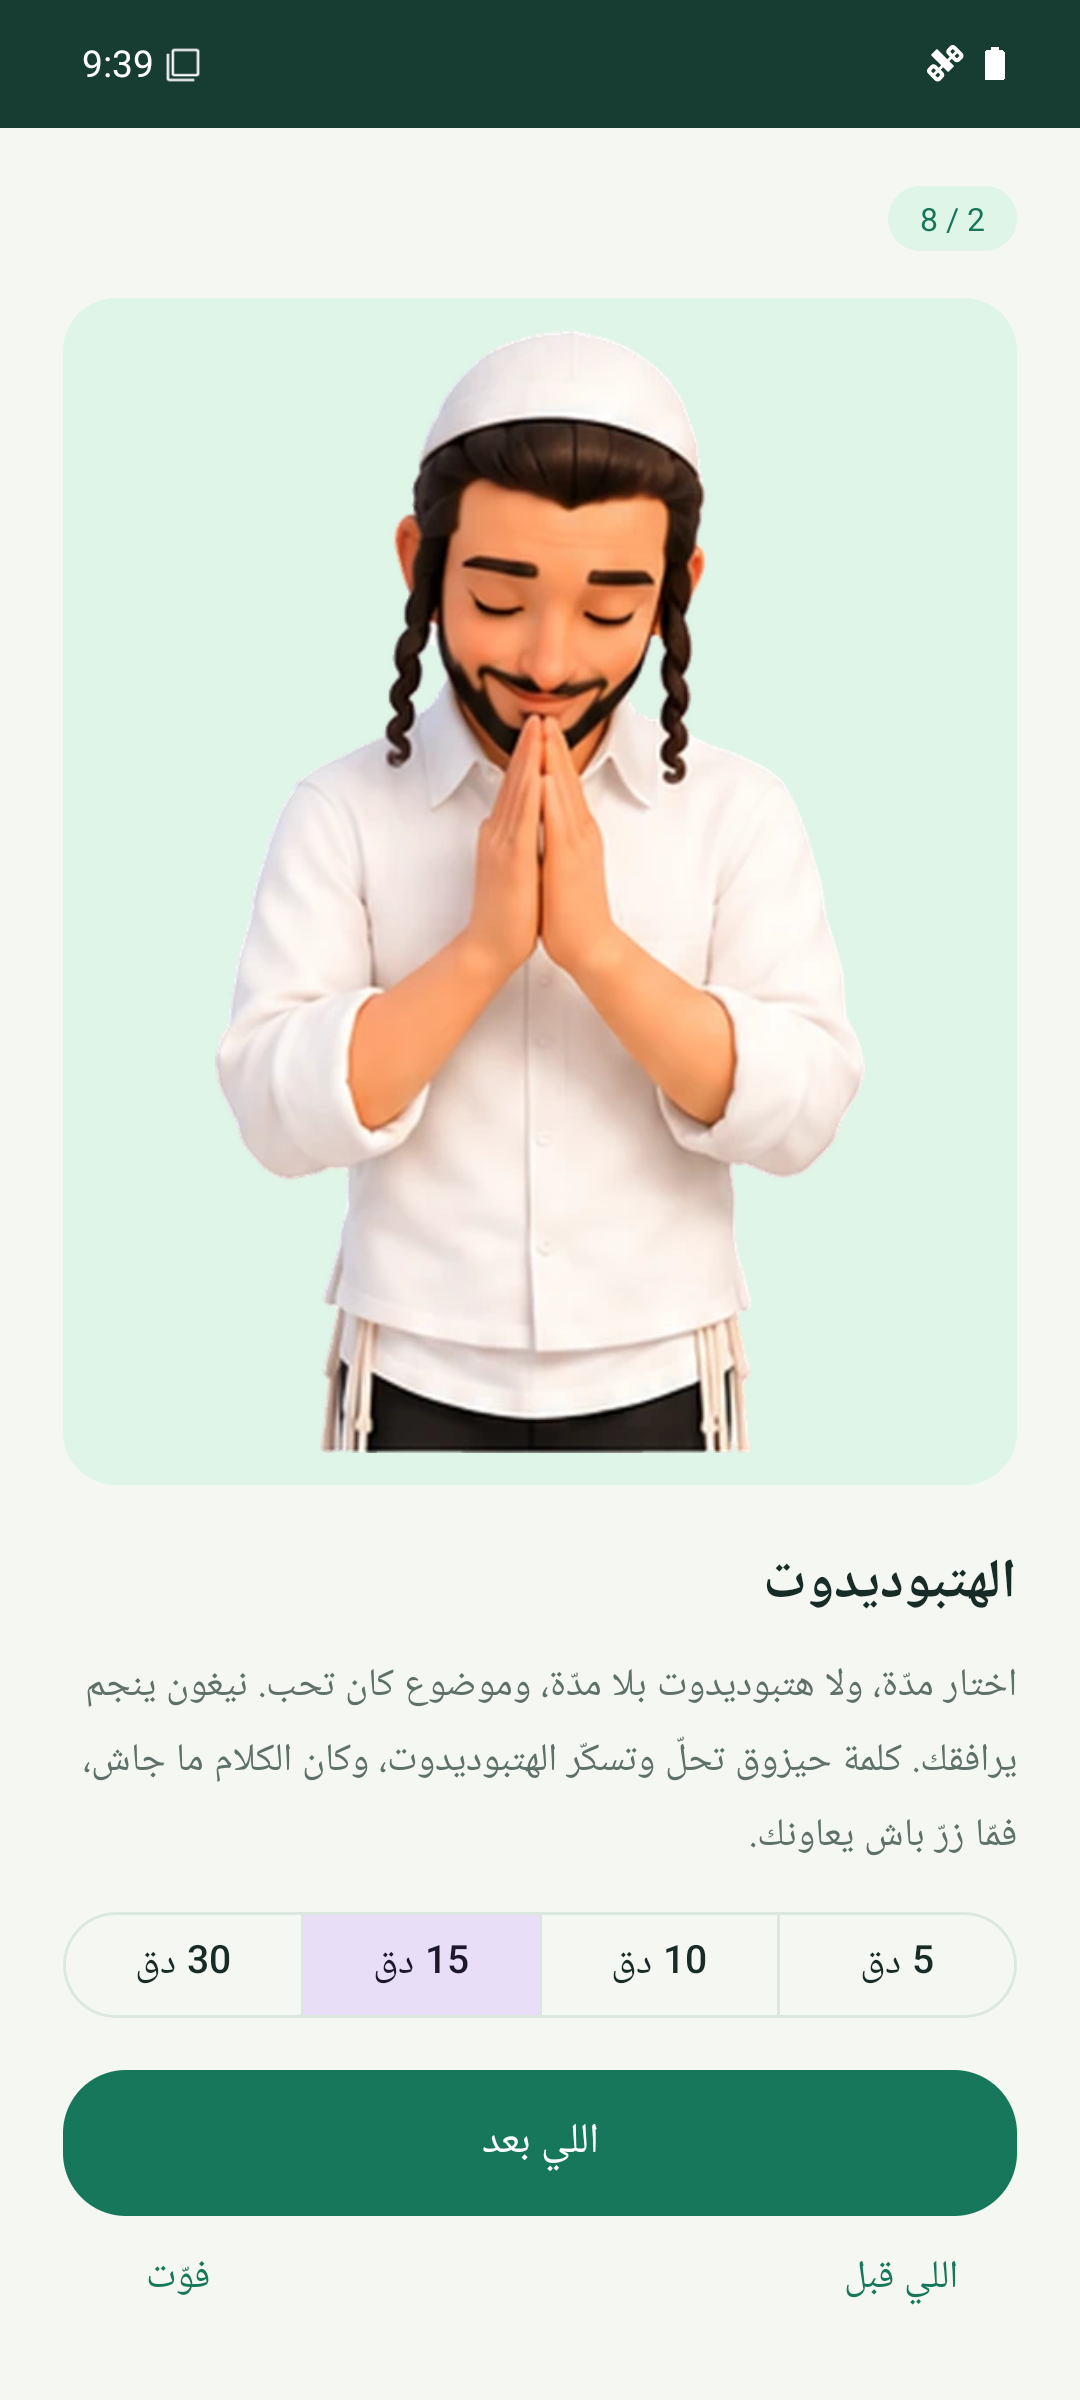 9:39
2 / 8
الهتبوديدوت
اختار مدّة، ولا هتبوديدوت بلا مدّة، وموضوع كان تحب. نيغون ينجم
يرافقك. كلمة حيزوق تحلّ وتسكّر الهتبوديدوت، وكان الكلام ما جاش،
فمّا زرّ باش يعاونك.
5 دق
10 دق
15 دق
30 دق
اللي بعد
اللي قبل
فوّت